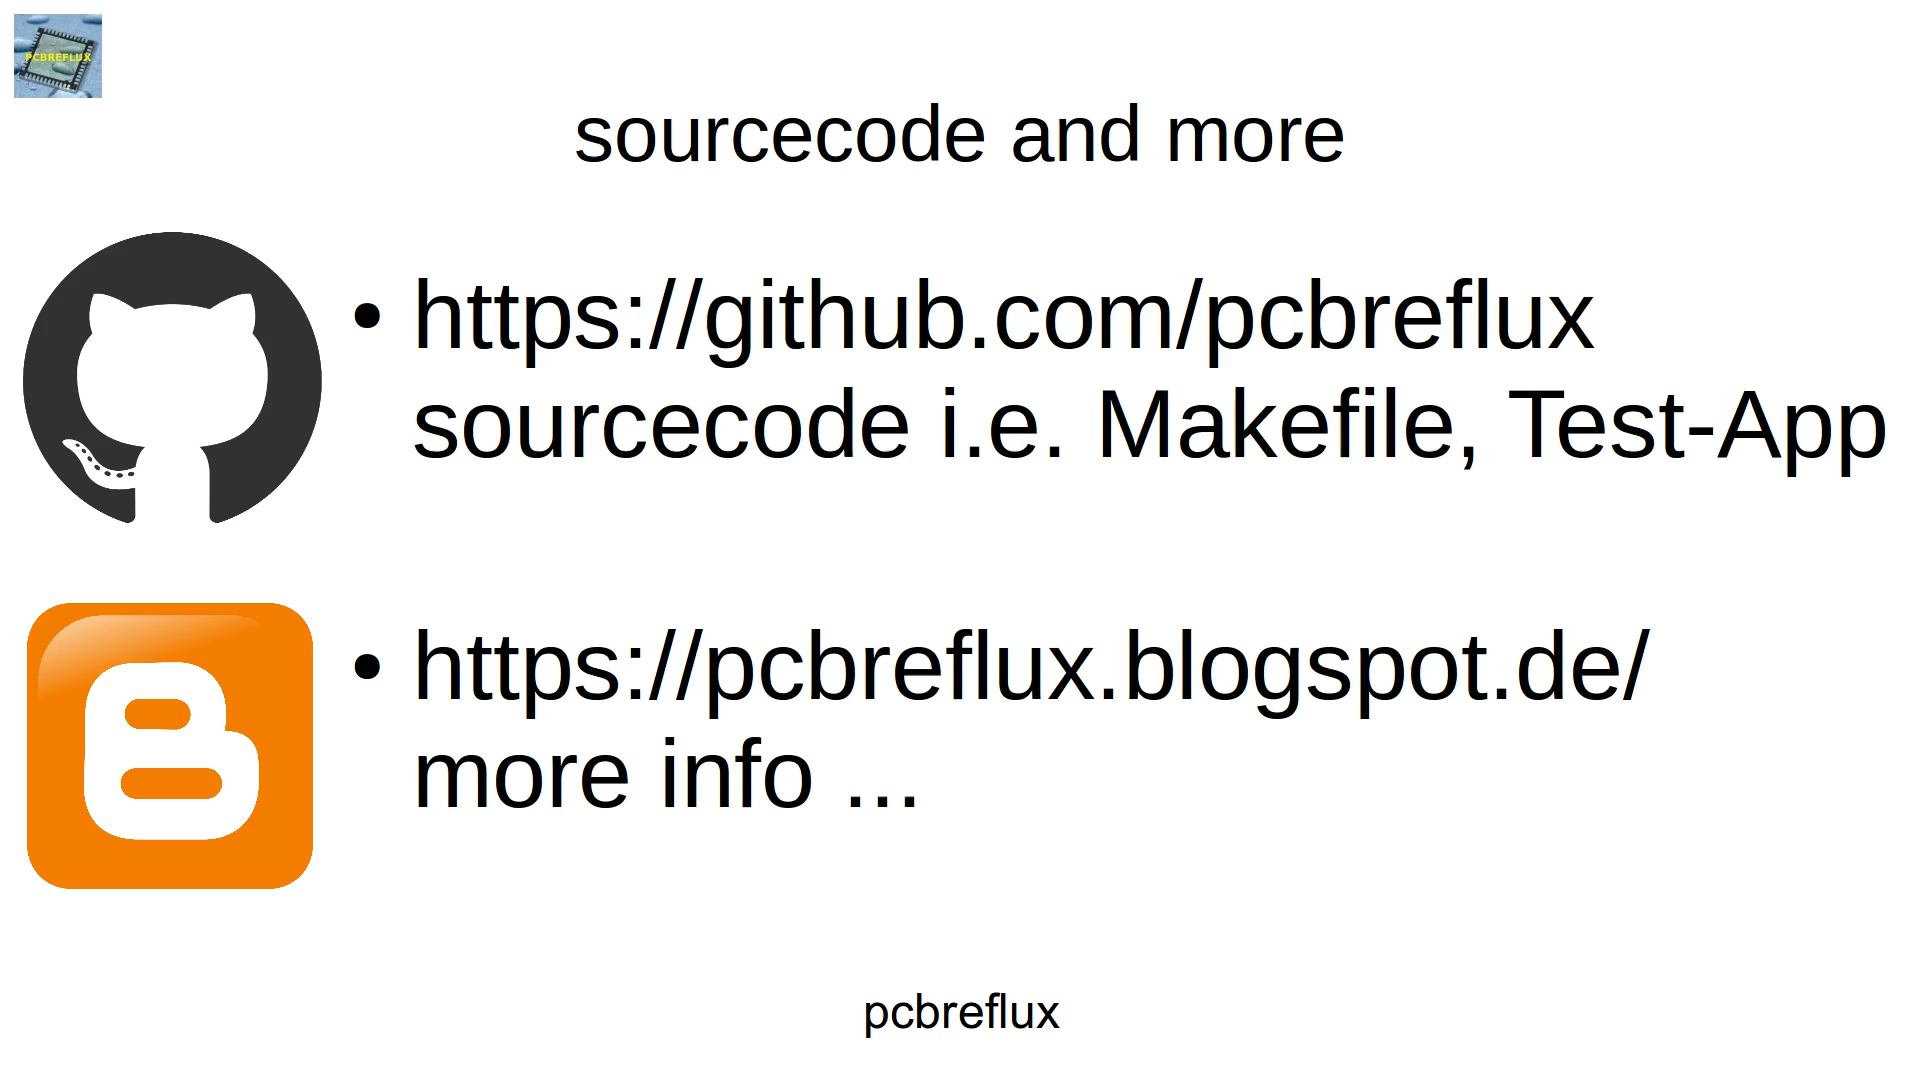 PCBREFLUX
sourcecode and more
• https://github.com/pcbreflux
sourcecode i.e. Makefile, Test-App
• https://pcbreflux.blogspot.de/
more info ...
pcbreflux